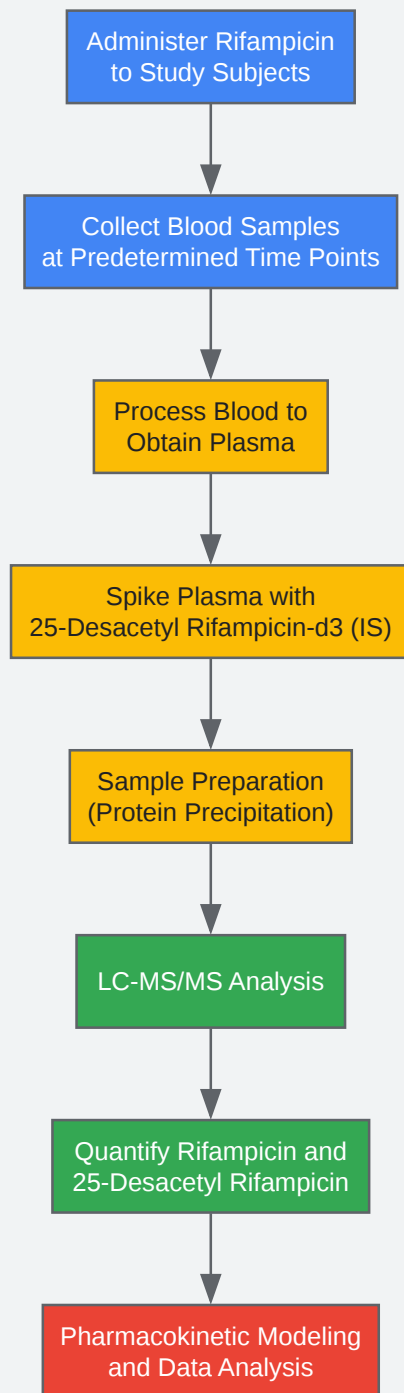 Administer Rifampicin
to Study Subjects
Collect Blood Samples
at Predetermined Time Points
Process Blood to
Obtain Plasma
Spike Plasma with
25-Desacetyl Rifampicin-d3 (IS)
Sample Preparation
(Protein Precipitation)
LC-MS/MS Analysis
Quantify Rifampicin and
25-Desacetyl Rifampicin
Pharmacokinetic Modeling
and Data Analysis